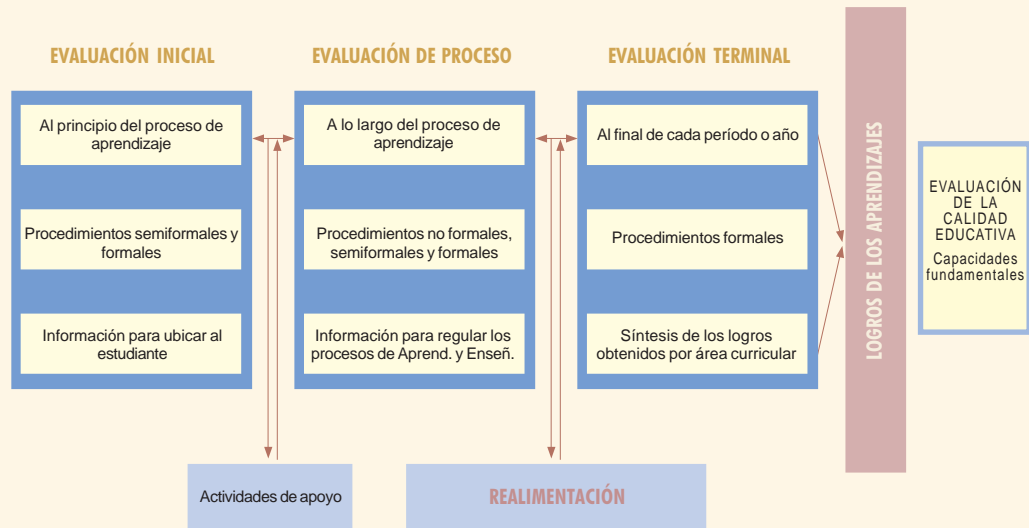 EVALUACIÓN INICIAL
Al principio del proceso de
aprendizaje
Procedimientos semiformales y
formales
Información para ubicar al
estudiante
EVALUACIÓN DE PROCESO
A lo largo del proceso de
aprendizaje
Procedimientos no formales,
semiformales y formales
Información para regular los
procesos de Aprend. y Enseñ.
EVALUACIÓN TERMINAL
Al final de cada período o año
Procedimientos formales
Síntesis de los logros
obtenidos por área curricular
LOGROS DE LOS APRENDIZAJES
EVALUACIÓN
DE LA
CALIDAD
EDUCATIVA
Capacidades
fundamentales
Actividades de apoyo
REALIMENTACIÓN